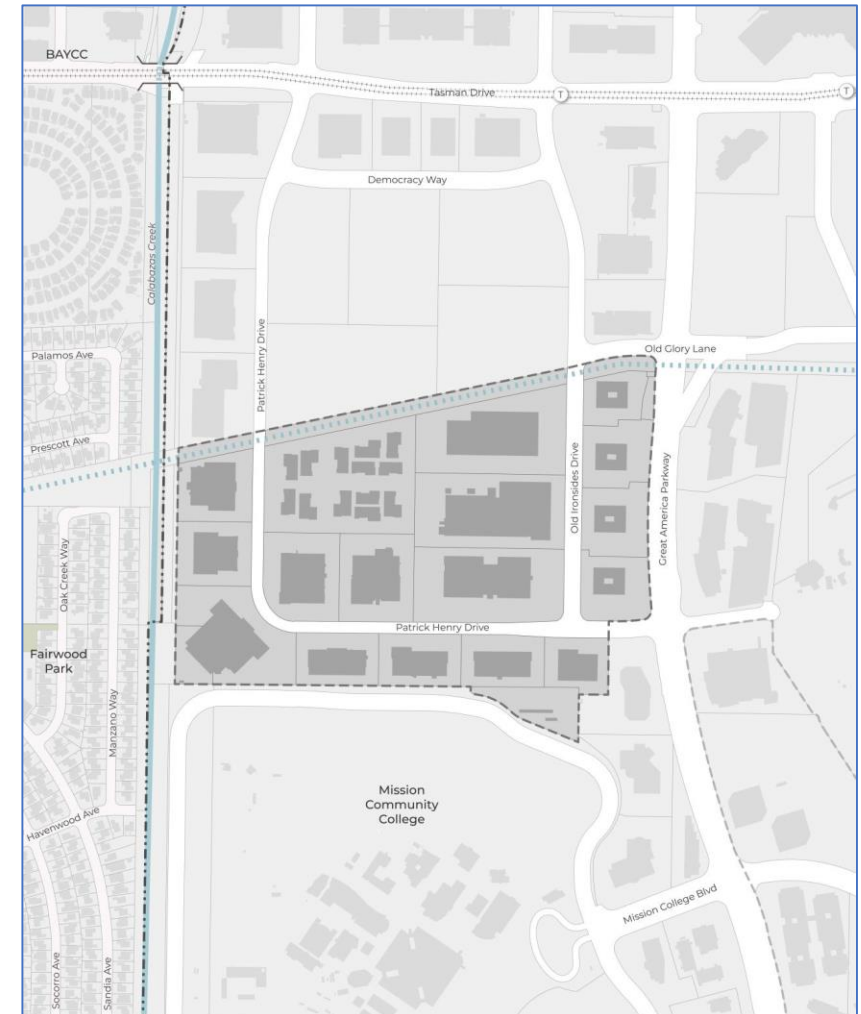 BAYCC
Tasman Drive
T
T
Democracy Way
Calabazas Creek
Palamos Ave
Patrick Henry Drive
Old Glory Lane
Prescott Ave
Old Ironsides Drive
Great America Parkway
Oak Creek Way
Patrick Henry Drive
Fairwood
Park
Manzano Way
Mission
Community
College
Havenwood Ave
Mission College Blvd
Socorro Ave
Sandia Ave